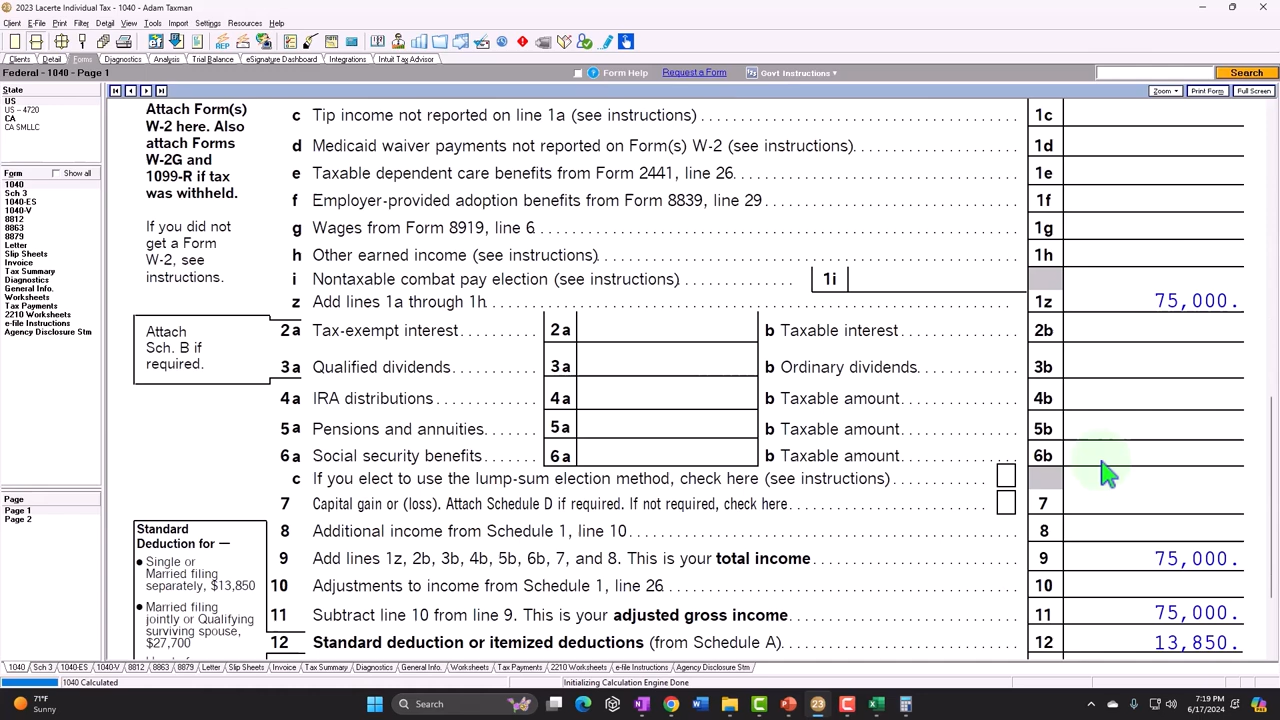 2023 Lacerte Individual Tax - 1040 - Adam Taxman
Client E-File Print Filter Detail View Tools Import Settings Resources Help
REP
Clients Detail Forms Diagnostics Analysis Trial Balance eSignature Dashboard Integrations Intuit Tax Advisor
Federal - 1040 - Page 1 Form Help Request a Form Govt Instructions Search
State Zoom Print Form Full Screen
US
US - 4720
CA
CA SMLLC
Form Show all
1040
Sch 3
1040-ES
1040-V
8812
8863
8879
Letter
Slip Sheets
Invoice
Tax Summary
Diagnostics
General Info.
Worksheets
Tax Payments
2210 Worksheets
e-file Instructions
Agency Disclosure Stm
Page
Page 1
Page 2
Attach Form(s)
W-2 here. Also
attach Forms
W-2G and
1099-R if tax
was withheld.
If you did not
get a Form
W-2, see
instructions.
c Tip income not reported on line 1a (see instructions) 1c
d Medicaid waiver payments not reported on Form(s) W-2 (see instructions) 1d
e Taxable dependent care benefits from Form 2441, line 26 1e
f Employer-provided adoption benefits from Form 8839, line 29 1f
g Wages from Form 8919, line 6 1g
h Other earned income (see instructions) 1h
i Nontaxable combat pay election (see instructions) 1i
z Add lines 1a through 1h 1z 75,000.
Attach
Sch. B if
required.
2a Tax-exempt interest 2a b Taxable interest 2b
3a Qualified dividends 3a b Ordinary dividends 3b
4a IRA distributions 4a b Taxable amount 4b
5a Pensions and annuities 5a b Taxable amount 5b
6a Social security benefits 6a b Taxable amount 6b
c If you elect to use the lump-sum election method, check here (see instructions)
7 Capital gain or (loss). Attach Schedule D if required. If not required, check here 7
Standard
Deduction for —
● Single or
Married filing
separately, $13,850
● Married filing
jointly or Qualifying
surviving spouse,
$27,700
8 Additional income from Schedule 1, line 10 8
9 Add lines 1z, 2b, 3b, 4b, 5b, 6b, 7, and 8. This is your total income 9 75,000.
10 Adjustments to income from Schedule 1, line 26 10
11 Subtract line 10 from line 9. This is your adjusted gross income 11 75,000.
12 Standard deduction or itemized deductions (from Schedule A) 12 13,850.
1040 Sch 3 1040-ES 1040-V 8812 8863 8879 Letter Slip Sheets Invoice Tax Summary Diagnostics General Info. Worksheets Tax Payments 2210 Worksheets e-file Instructions Agency Disclosure Stm
1040 Calculated Initializing Calculation Engine Done
71°F
Sunny
Search
23
7:19 PM
6/17/2024